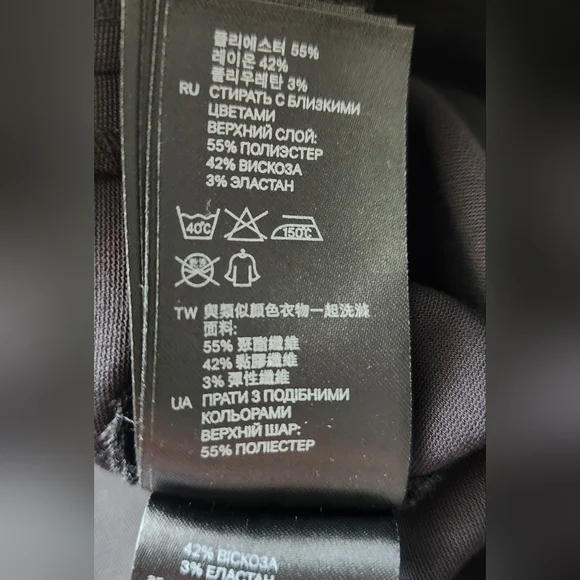 폴리에스터 55%
레이온 42%
폴리우레탄 3%
RU СТИРАТЬ С БЛИЗКИМИ
ЦВЕТАМИ
ВЕРХНИЙ СЛОЙ:
55% ПОЛИЭСТЕР
42% ВИСКОЗА
3% ЭЛАСТАН
40°C 150°C
TW 與類似顏色衣物一起洗滌
面料:
55% 聚酯纖維
42% 黏膠纖維
3% 彈性纖維
UA ПРАТИ З ПОДІБНИМИ
КОЛЬОРАМИ
ВЕРХНІЙ ШАР:
55% ПОЛІЕСТЕР
42% ВІСКОЗА
3% ЕЛАСТАН